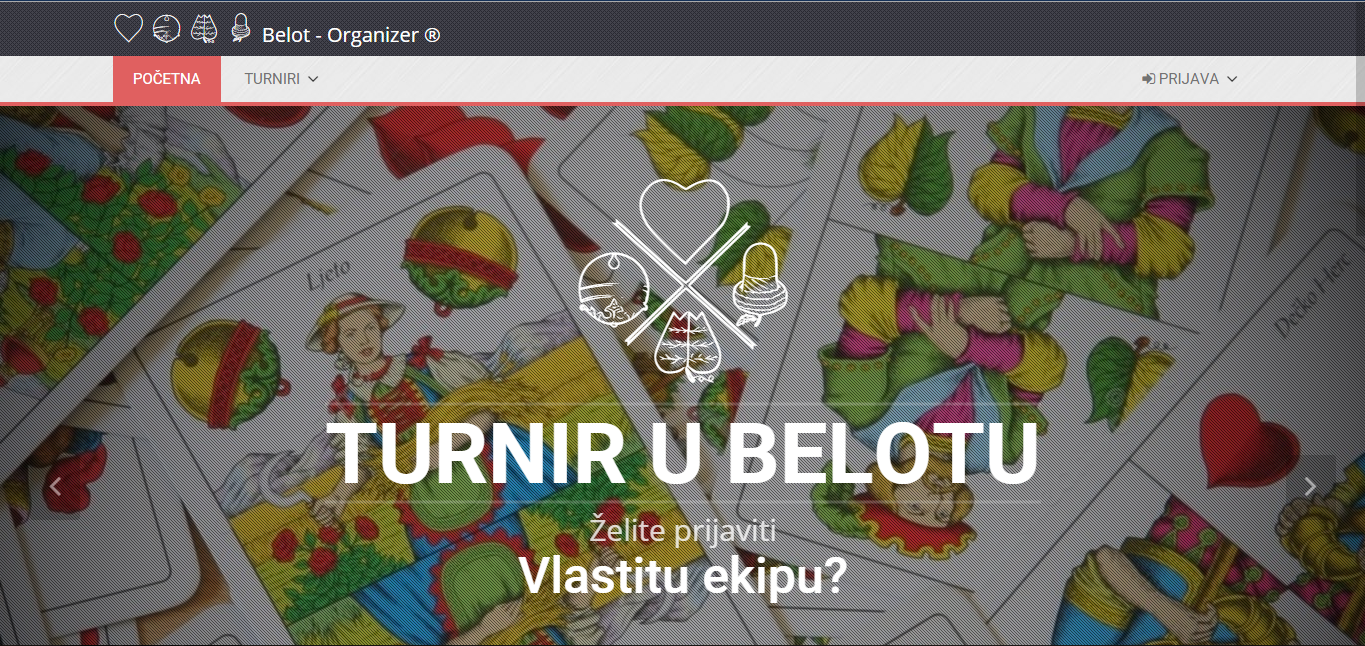 Belot - Organizer ®
POČETNA
TURNIRI
PRIJAVA
Ljeto
Dečko Herc
TURNIR U BELOTU
Želite prijaviti
Vlastitu ekipu?